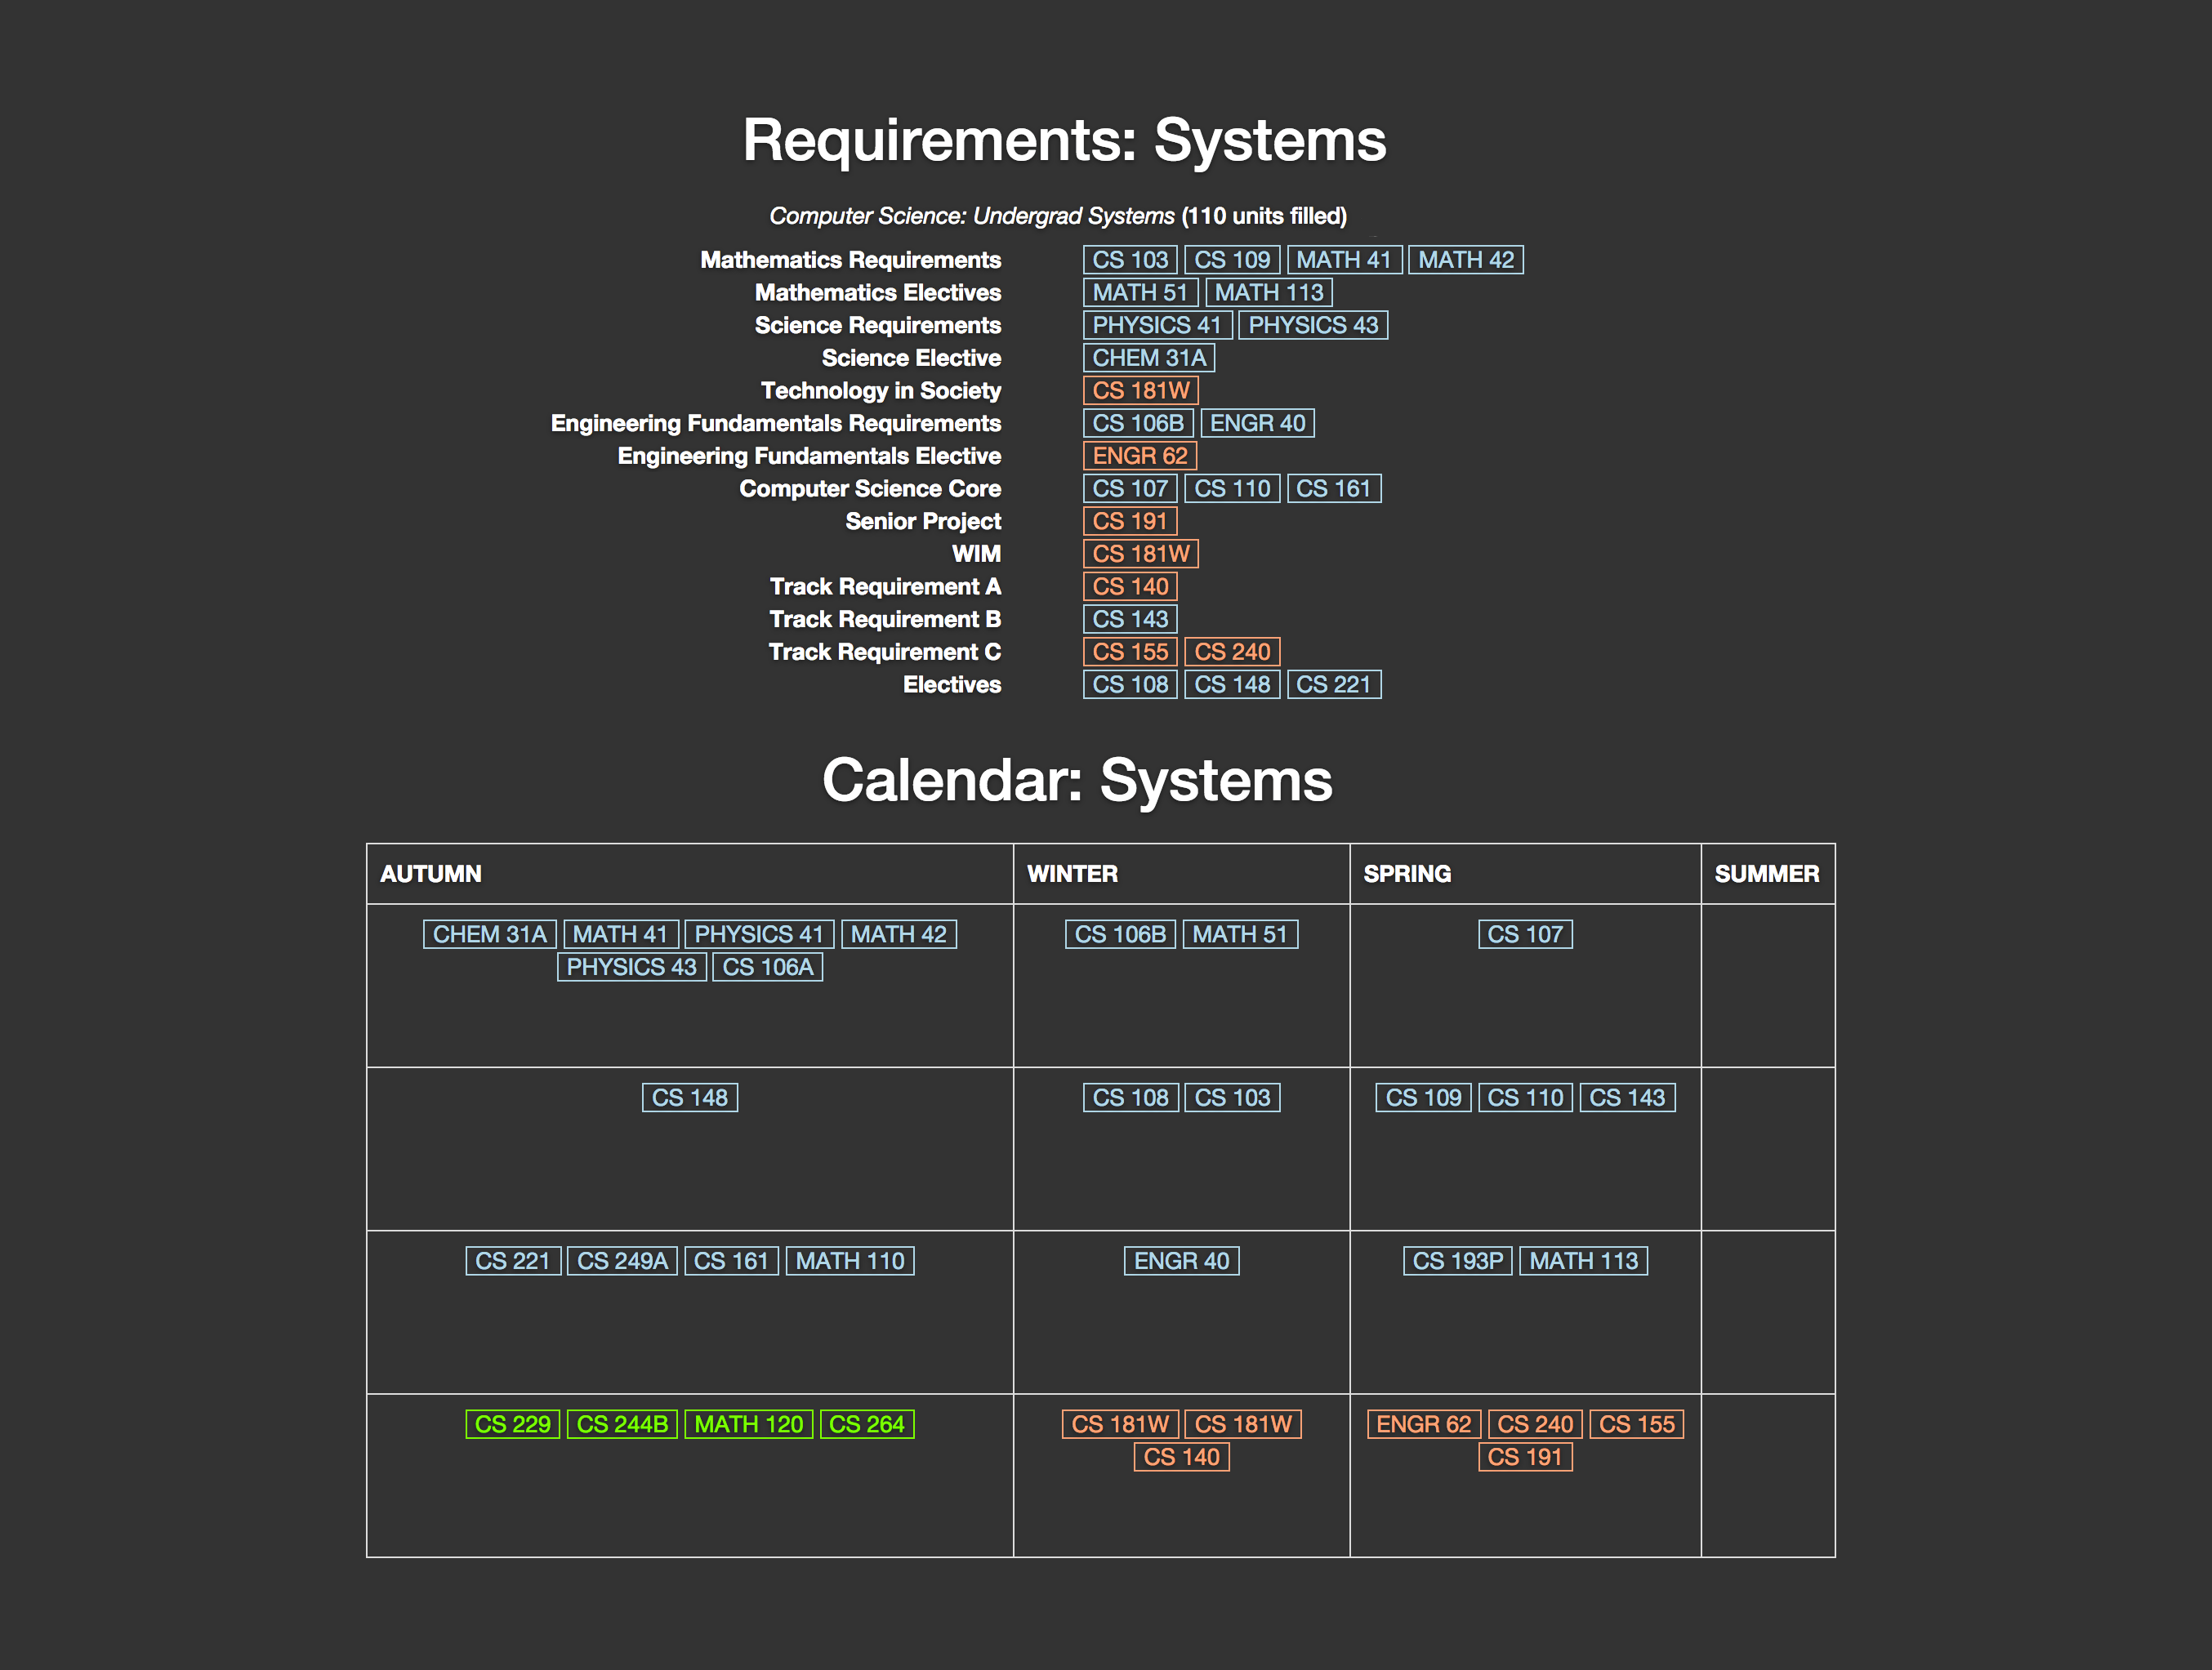 Requirements: Systems
Computer Science: Undergrad Systems (110 units filled)
Mathematics Requirements CS 103 CS 109 MATH 41 MATH 42
Mathematics Electives MATH 51 MATH 113
Science Requirements PHYSICS 41 PHYSICS 43
Science Elective CHEM 31A
Technology in Society CS 181W
Engineering Fundamentals Requirements CS 106B ENGR 40
Engineering Fundamentals Elective ENGR 62
Computer Science Core CS 107 CS 110 CS 161
Senior Project CS 191
WIM CS 181W
Track Requirement A CS 140
Track Requirement B CS 143
Track Requirement C CS 155 CS 240
Electives CS 108 CS 148 CS 221
Calendar: Systems
AUTUMN WINTER SPRING SUMMER
CHEM 31A MATH 41 PHYSICS 41 MATH 42 CS 106B MATH 51 CS 107
PHYSICS 43 CS 106A
CS 148 CS 108 CS 103 CS 109 CS 110 CS 143
CS 221 CS 249A CS 161 MATH 110 ENGR 40 CS 193P MATH 113
CS 229 CS 244B MATH 120 CS 264 CS 181W CS 181W ENGR 62 CS 240 CS 155
CS 140 CS 191